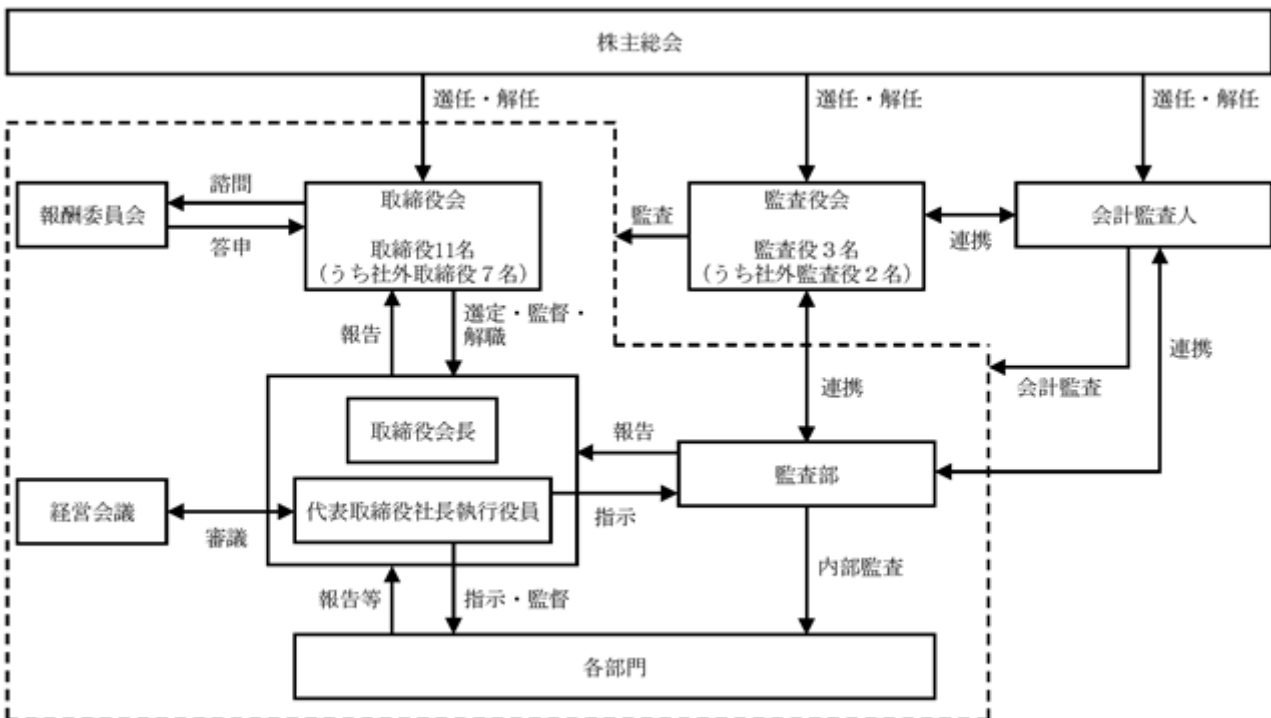 株主総会
選任・解任
選任・解任
選任・解任
報酬委員会
諮問
答申
取締役会
取締役11名
(うち社外取締役7名)
監査
監査役会
監査役3名
(うち社外監査役2名)
連携
会計監査人
報告
選定・監督・
解職
連携
会計監査
連携
取締役会長
報告
監査部
経営会議
審議
代表取締役社長執行役員
指示
内部監査
報告等
指示・監督
各部門